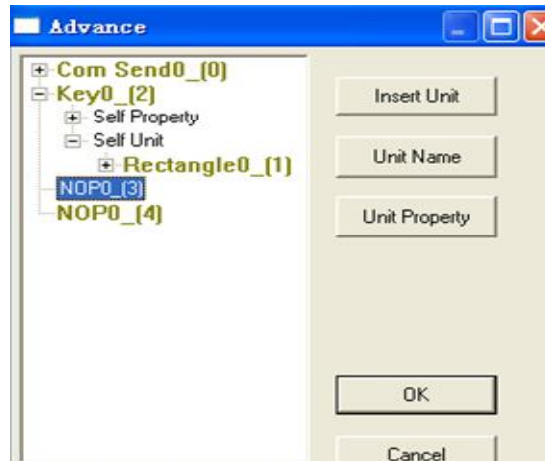 Advance
Com Send0_(0)
Key0_(2)
Self Property
Self Unit
Rectangle0_(1)
NOP0_(3)
NOP0_(4)
Insert Unit
Unit Name
Unit Property
OK
Cancel